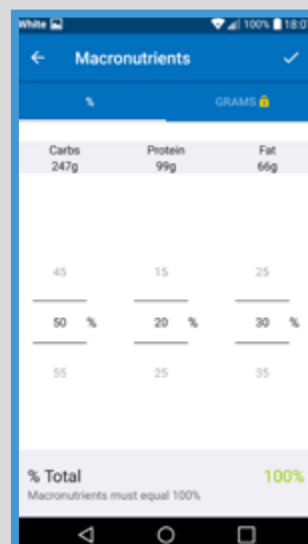 White 100% 18:07
Macronutrients
% GRAMS
Carbs Protein Fat
247g 99g 66g
45 15 25
50 % 20 % 30 %
55 25 35
% Total 100%
Macronutrients must equal 100%